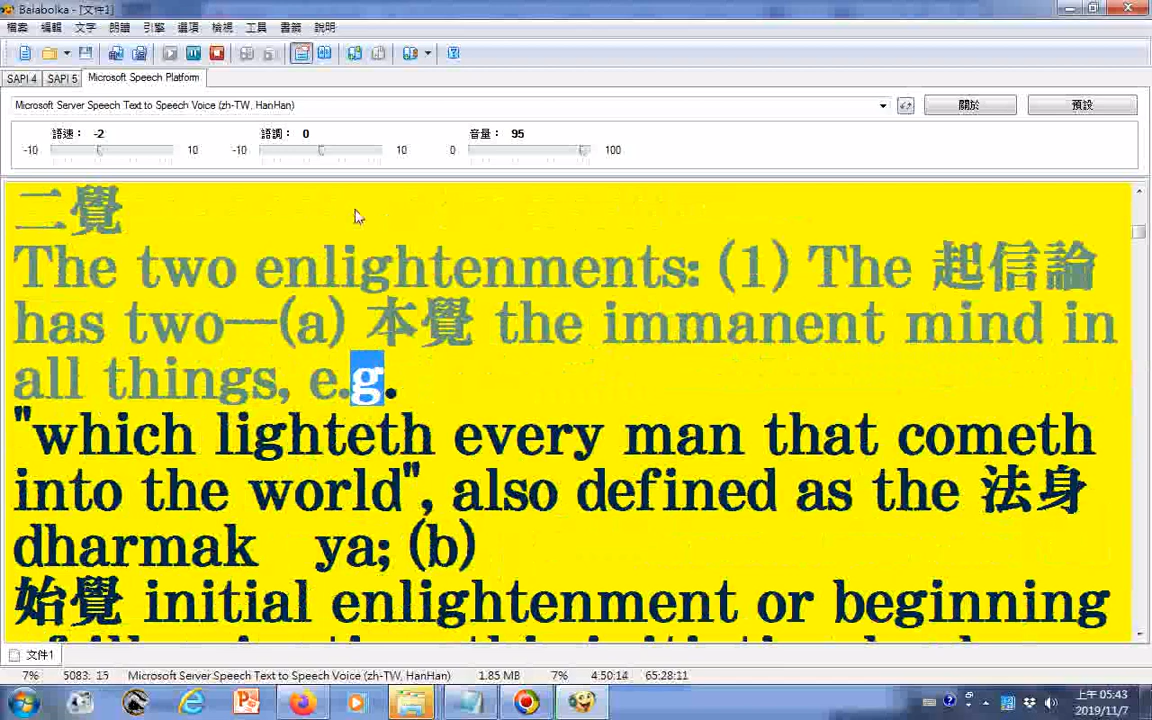 Balabolka - [文件1]
檔案 編輯 文字 朗讀 引擎 選項 檢視 工具 書籤 說明
SAPI 4 SAPI 5 Microsoft Speech Platform
Microsoft Server Speech Text to Speech Voice (zh-TW, HanHan) 關於 預設
語速： -2 語調： 0 音量： 95
-10 10 -10 10 0 100
二覺
The two enlightenments: (1) The 起信論
has two—(a) 本覺 the immanent mind in
all things, e.g.
"which lighteth every man that cometh
into the world", also defined as the 法身
dharmak ya; (b)
始覺 initial enlightenment or beginning
文件1
7% 5083: 15 Microsoft Server Speech Text to Speech Voice (zh-TW, HanHan) 1.85 MB 7% 4:50:14 65:28:11
上午 05:43
2019/11/7